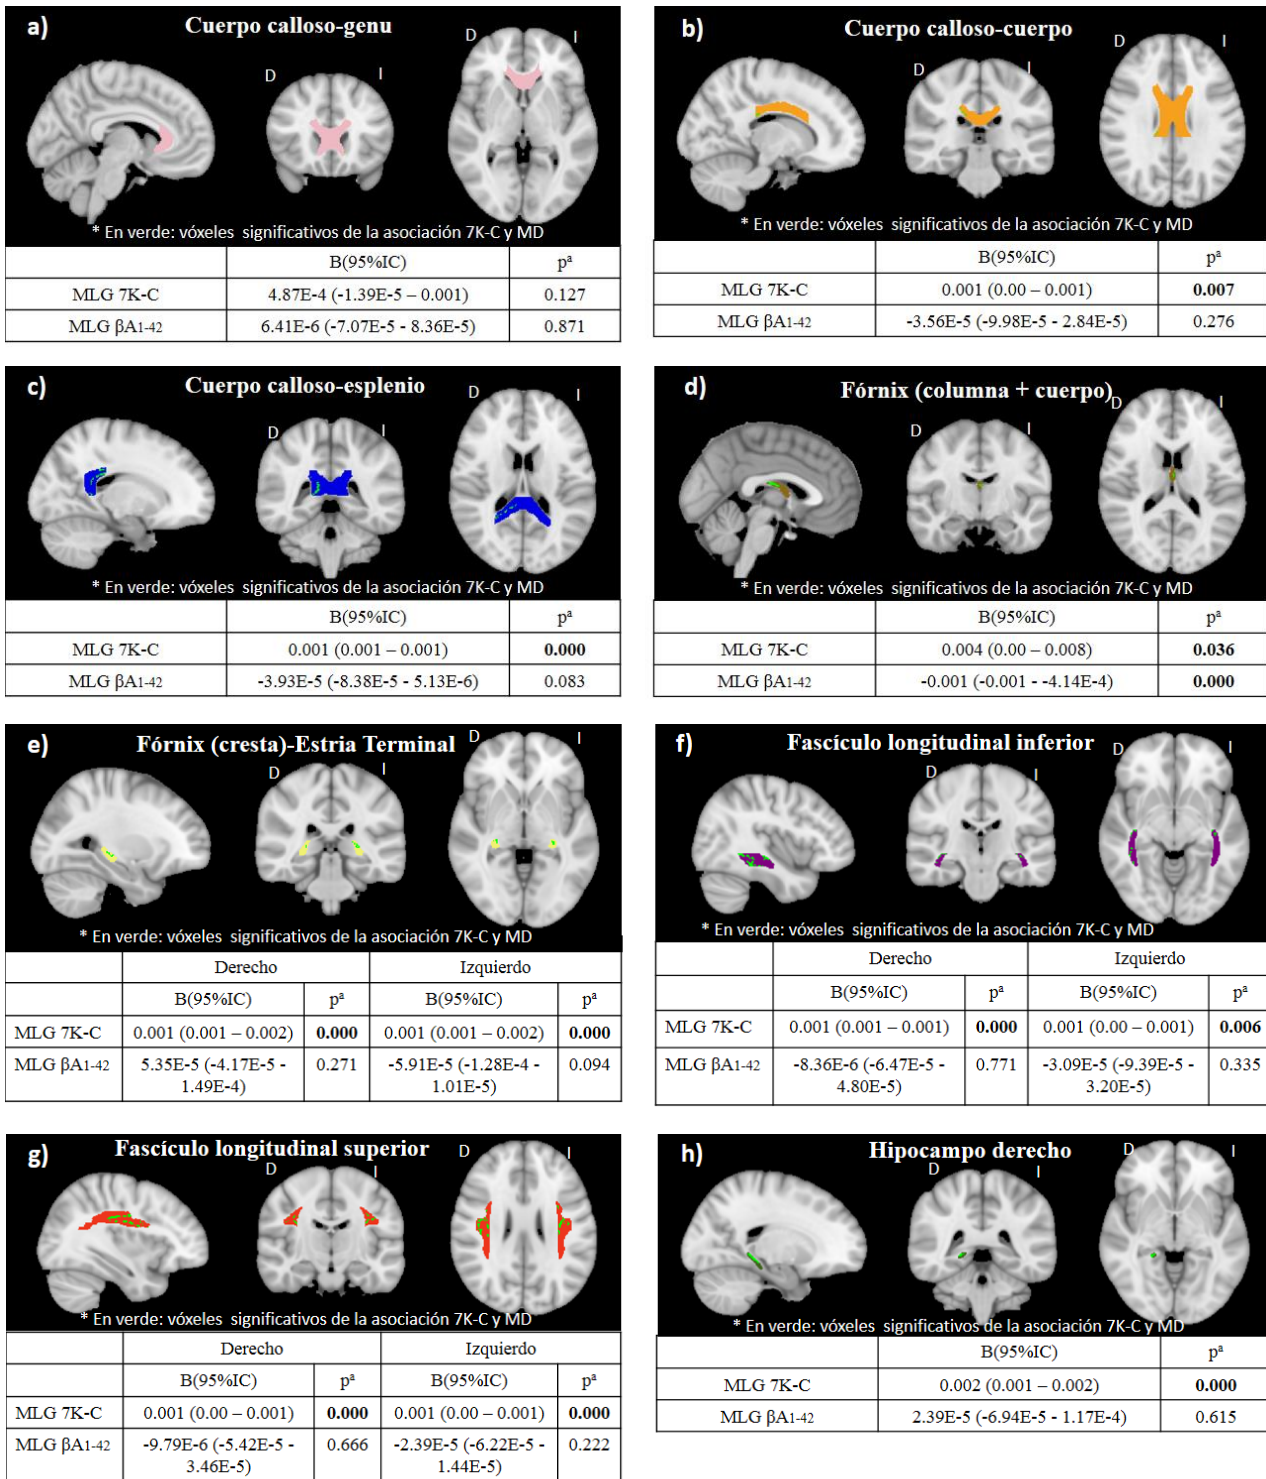 a) Cuerpo calloso-genu
D I D I
* En verde: vóxeles significativos de la asociación 7K-C y MD
B(95%IC) pᵃ
MLG 7K-C 4.87E-4 (-1.39E-5 – 0.001) 0.127
MLG βA1-42 6.41E-6 (-7.07E-5 - 8.36E-5) 0.871
b) Cuerpo calloso-cuerpo
D I D I
* En verde: vóxeles significativos de la asociación 7K-C y MD
B(95%IC) pᵃ
MLG 7K-C 0.001 (0.00 – 0.001) 0.007
MLG βA1-42 -3.56E-5 (-9.98E-5 - 2.84E-5) 0.276
c) Cuerpo calloso-esplenio
D I D I
* En verde: vóxeles significativos de la asociación 7K-C y MD
B(95%IC) pᵃ
MLG 7K-C 0.001 (0.001 – 0.001) 0.000
MLG βA1-42 -3.93E-5 (-8.38E-5 - 5.13E-6) 0.083
d) Fórnix (columna + cuerpo)
D I D I
* En verde: vóxeles significativos de la asociación 7K-C y MD
B(95%IC) pᵃ
MLG 7K-C 0.004 (0.00 – 0.008) 0.036
MLG βA1-42 -0.001 (-0.001 - -4.14E-4) 0.000
e) Fórnix (cresta)-Estria Terminal
D I D I
* En verde: vóxeles significativos de la asociación 7K-C y MD
Derecho Izquierdo
B(95%IC) pᵃ B(95%IC) pᵃ
MLG 7K-C 0.001 (0.001 – 0.002) 0.000 0.001 (0.001 – 0.002) 0.000
MLG βA1-42 5.35E-5 (-4.17E-5 - 0.271 -5.91E-5 (-1.28E-4 - 0.094
1.49E-4) 1.01E-5)
f) Fascículo longitudinal inferior
D I D I
* En verde: vóxeles significativos de la asociación 7K-C y MD
Derecho Izquierdo
B(95%IC) pᵃ B(95%IC) pᵃ
MLG 7K-C 0.001 (0.001 – 0.001) 0.000 0.001 (0.00 – 0.001) 0.006
MLG βA1-42 -8.36E-6 (-6.47E-5 - 0.771 -3.09E-5 (-9.39E-5 - 0.335
4.80E-5) 3.20E-5)
g) Fascículo longitudinal superior
D I D I
* En verde: vóxeles significativos de la asociación 7K-C y MD
Derecho Izquierdo
B(95%IC) pᵃ B(95%IC) pᵃ
MLG 7K-C 0.001 (0.00 – 0.001) 0.000 0.001 (0.00 – 0.001) 0.000
MLG βA1-42 -9.79E-6 (-5.42E-5 - 0.666 -2.39E-5 (-6.22E-5 - 0.222
3.46E-5) 1.44E-5)
h) Hipocampo derecho
D I D I
* En verde: vóxeles significativos de la asociación 7K-C y MD
B(95%IC) pᵃ
MLG 7K-C 0.002 (0.001 – 0.002) 0.000
MLG βA1-42 2.39E-5 (-6.94E-5 - 1.17E-4) 0.615